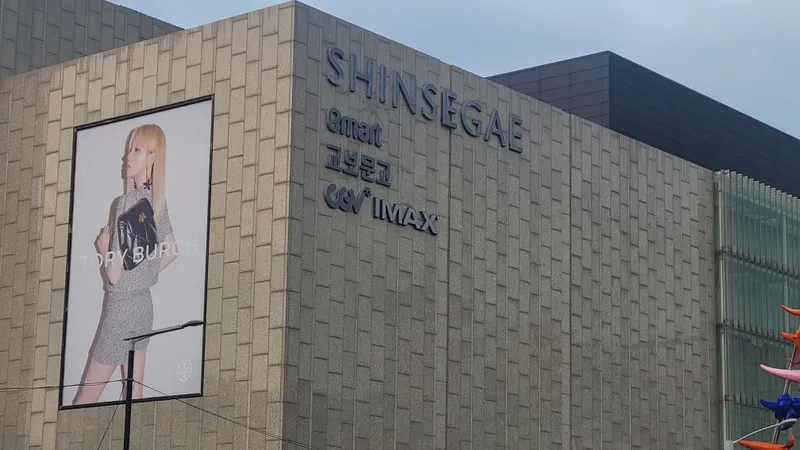 SHINSEGAE
emart
교보문고
CGV IMAX
TORY BURCH